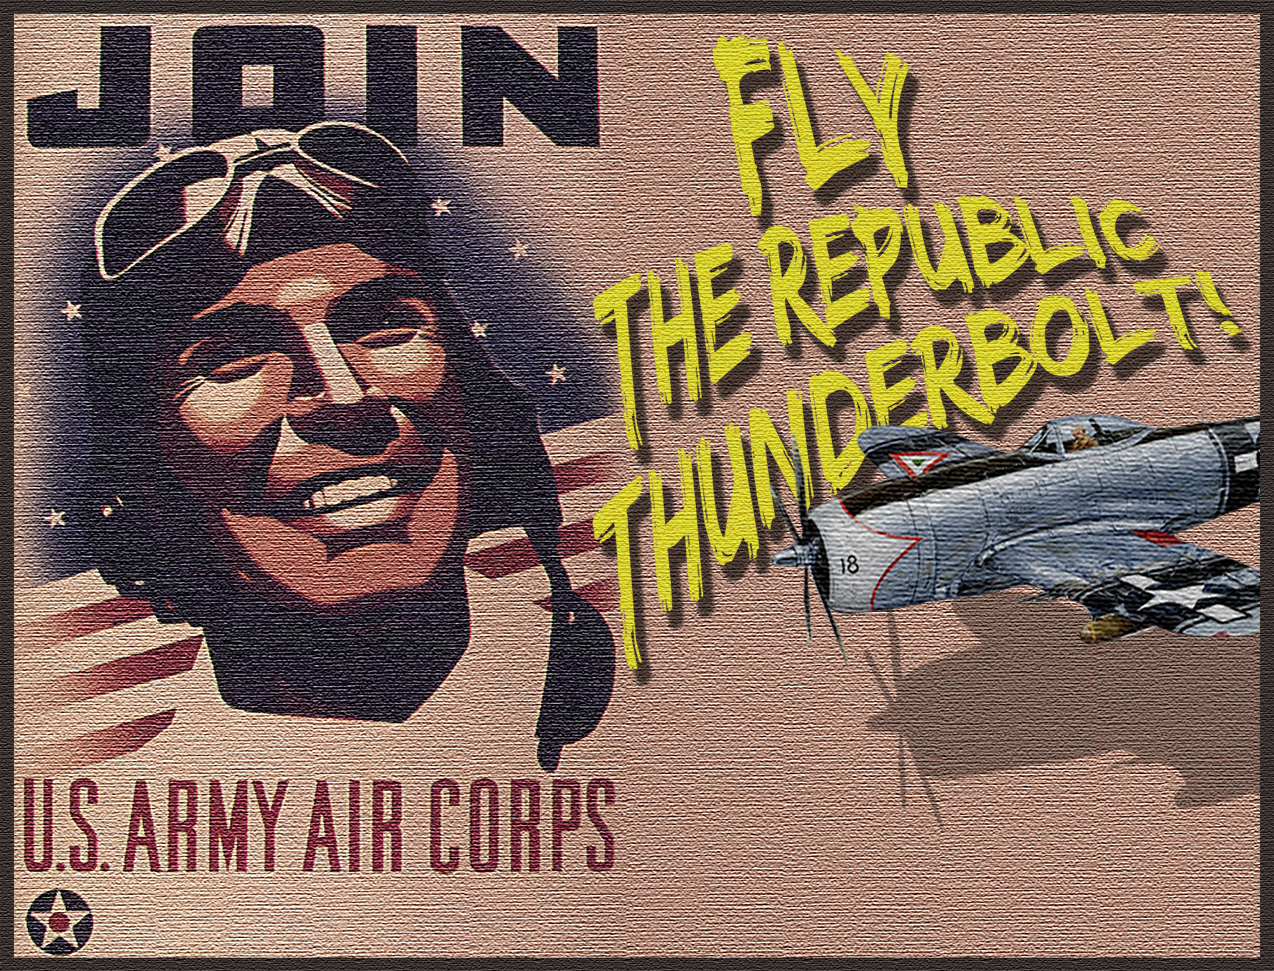 JOIN
U.S. ARMY AIR CORPS
FLY
THE REPUBLIC
THUNDERBOLT!
18